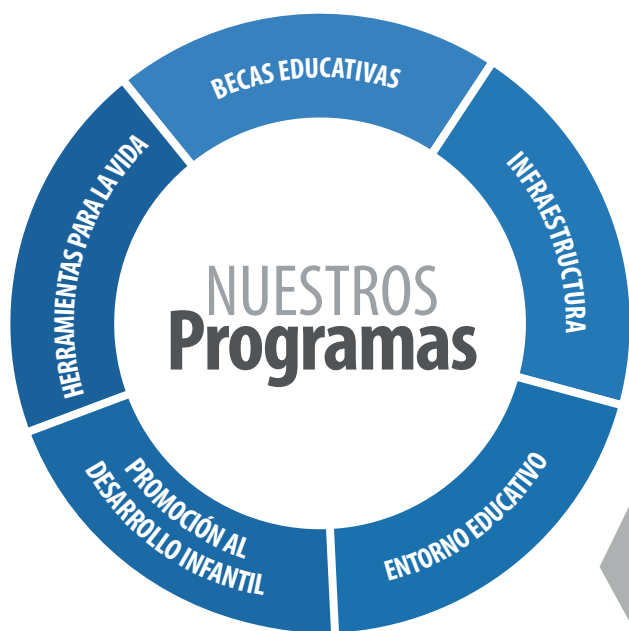 BECAS EDUCATIVAS
INFRAESTRUCTURA
ENTORNO EDUCATIVO
PROMOCIÓN AL
DESARROLLO INFANTIL
HERRAMIENTAS PARA LA VIDA
NUESTROS
Programas